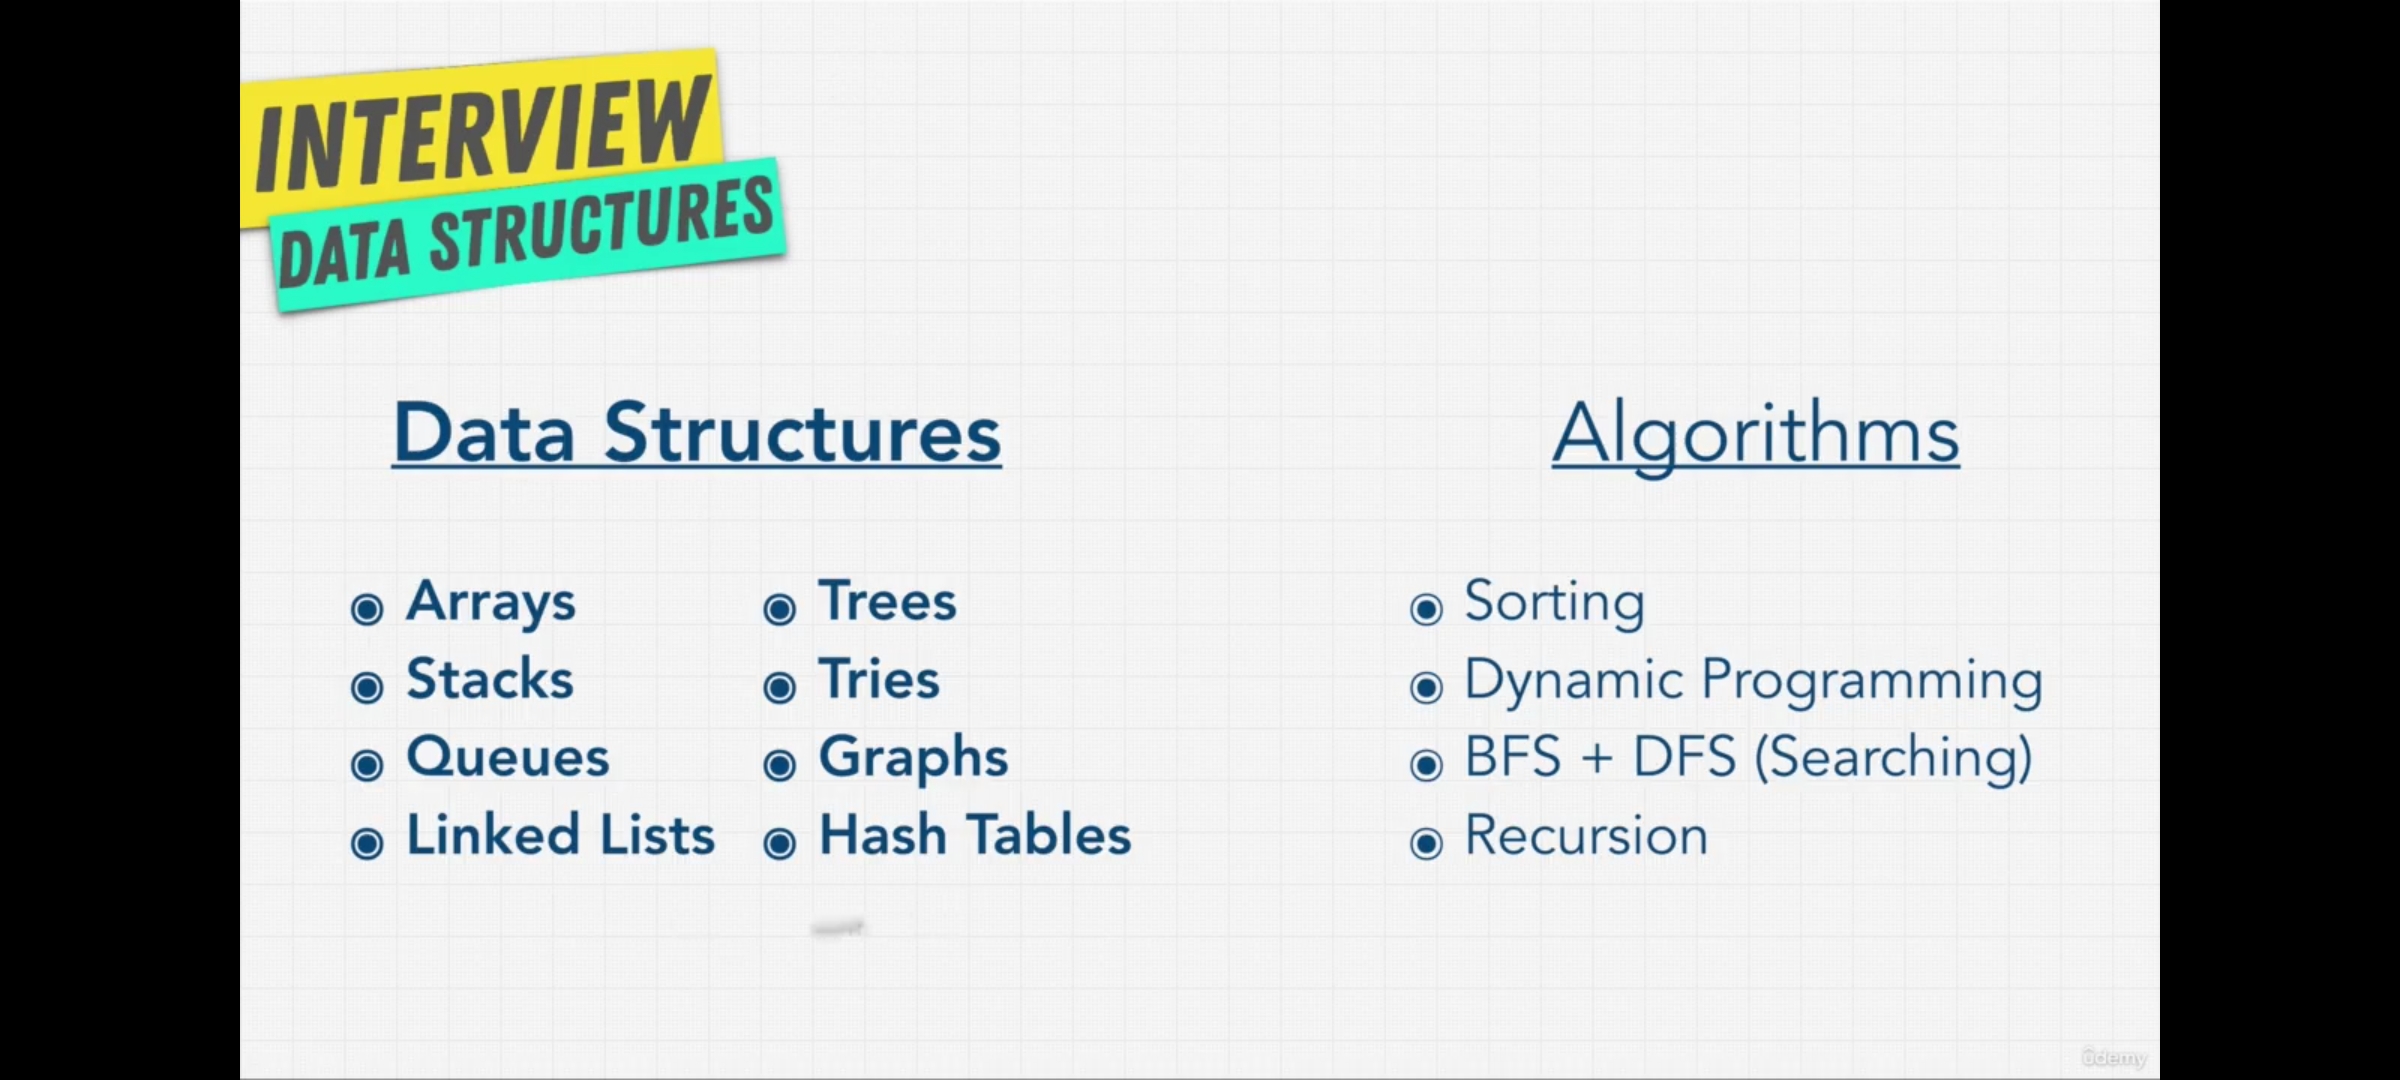 INTERVIEW
DATA STRUCTURES
Data Structures
Arrays
Stacks
Queues
Linked Lists
Trees
Tries
Graphs
Hash Tables
Algorithms
Sorting
Dynamic Programming
BFS + DFS (Searching)
Recursion
ûdemy